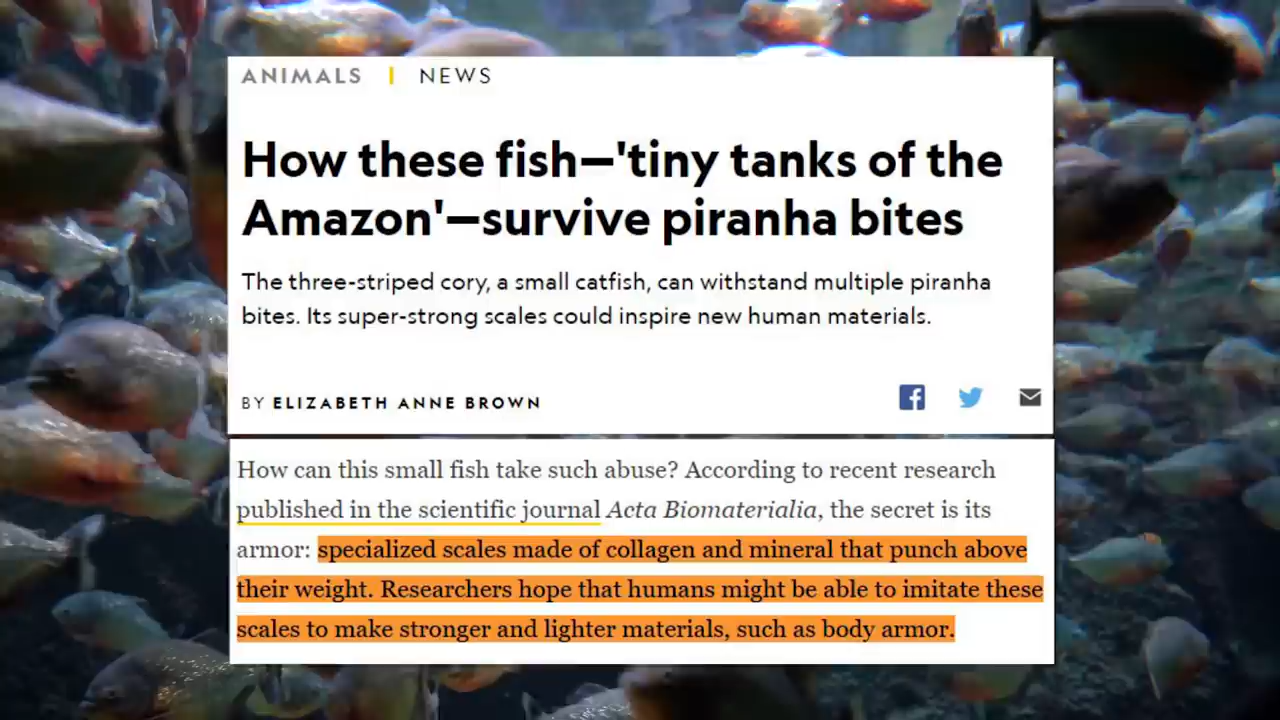 ANIMALS | NEWS
How these fish—'tiny tanks of the
Amazon'—survive piranha bites
The three-striped cory, a small catfish, can withstand multiple piranha
bites. Its super-strong scales could inspire new human materials.
BY ELIZABETH ANNE BROWN
How can this small fish take such abuse? According to recent research
published in the scientific journal Acta Biomaterialia, the secret is its
armor: specialized scales made of collagen and mineral that punch above
their weight. Researchers hope that humans might be able to imitate these
scales to make stronger and lighter materials, such as body armor.